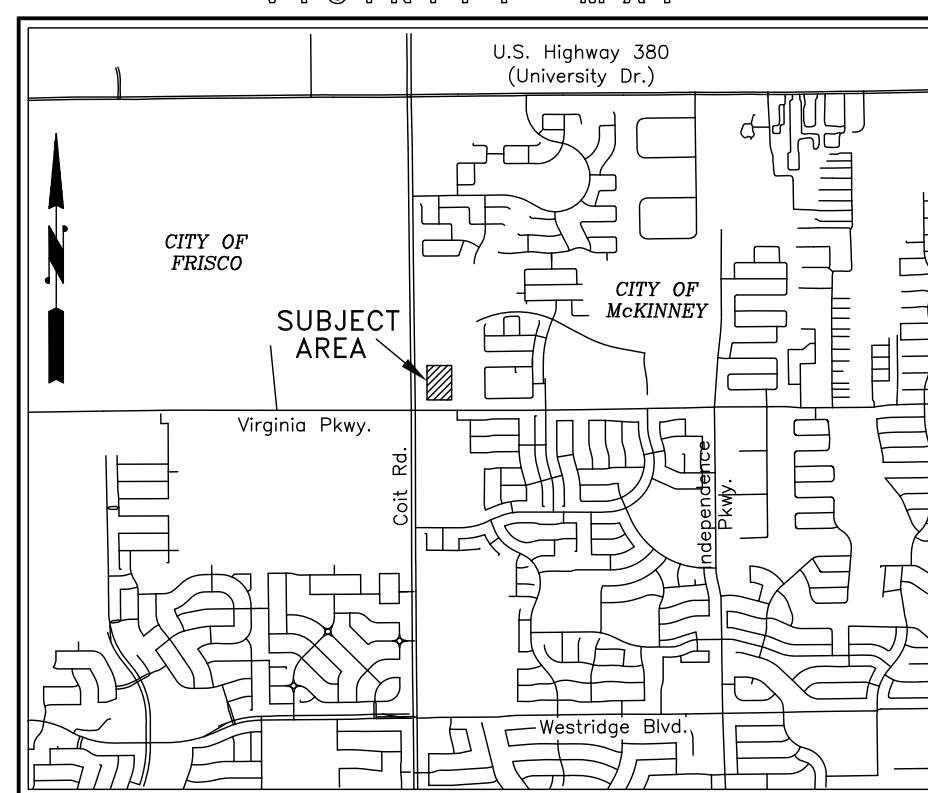 U.S. Highway 380
(University Dr.)
N
CITY OF
FRISCO
CITY OF
McKINNEY
SUBJECT
AREA
Virginia Pkwy.
Coit Rd.
Independence
Pkwy.
Westridge Blvd.